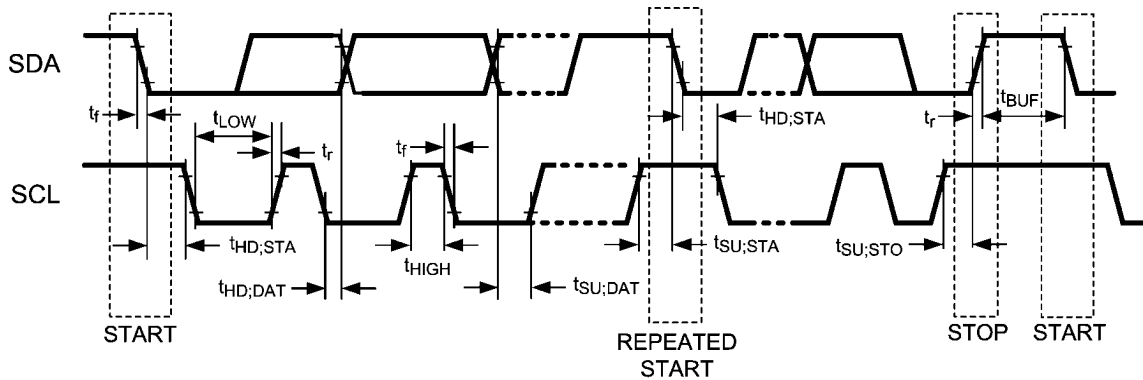 SDA
t_f
t_LOW
t_r
t_f
t_HD;STA
t_r
t_BUF
SCL
t_HD;STA
t_HD;DAT
t_HIGH
t_SU;DAT
t_SU;STA
t_SU;STO
START
REPEATED
START
STOP
START